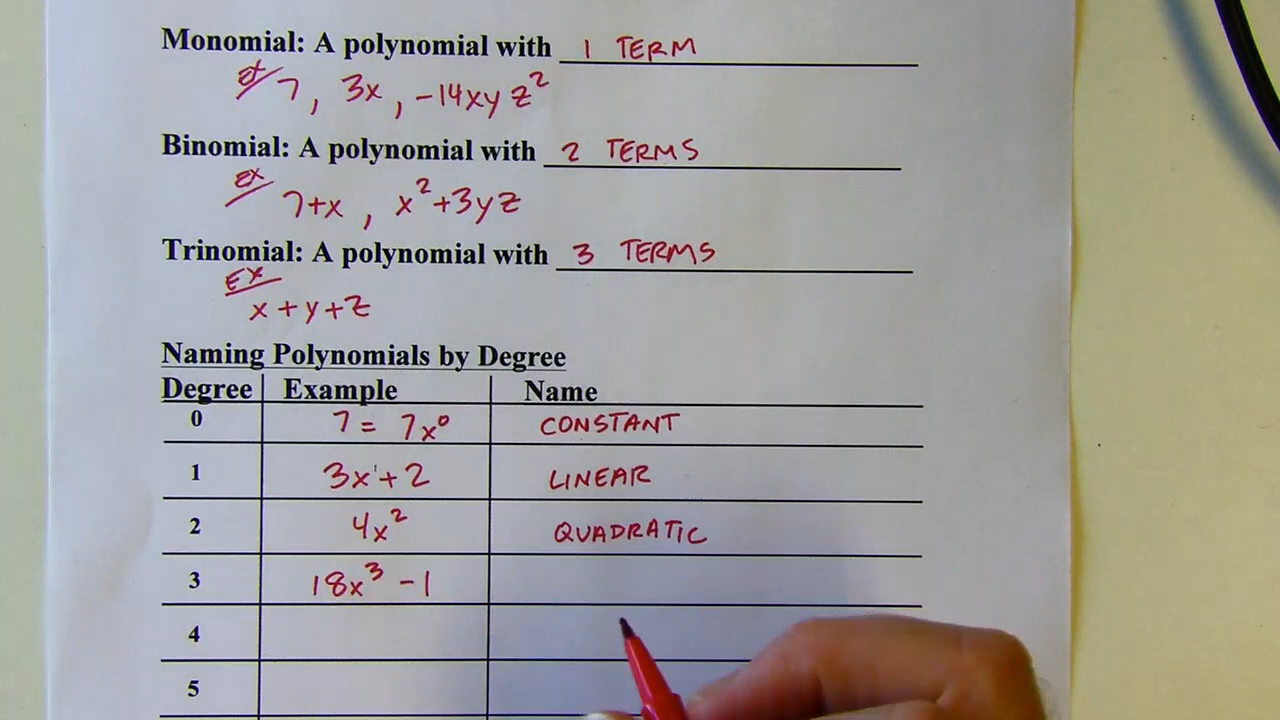 Monomial: A polynomial with 1 TERM
EX 7, 3x, -14xyz²
Binomial: A polynomial with 2 TERMS
EX 7+x, x²+3yz
Trinomial: A polynomial with 3 TERMS
EX
x+y+z
Naming Polynomials by Degree
Degree Example Name
0 7 = 7x⁰ CONSTANT
1 3x¹+2 LINEAR
2 4x² QUADRATIC
3 18x³ -1
4
5